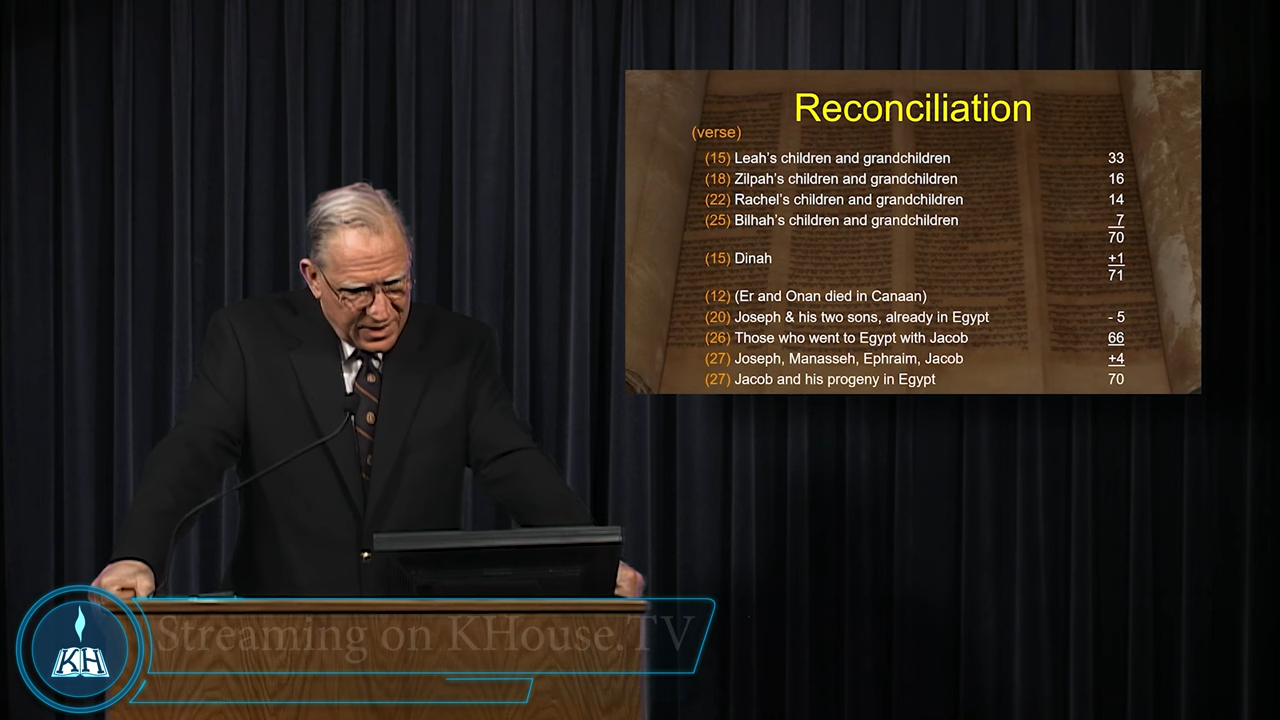 Reconciliation
(verse)
(15) Leah's children and grandchildren 33
(18) Zilpah's children and grandchildren 16
(22) Rachel's children and grandchildren 14
(25) Bilhah's children and grandchildren 7
70
(15) Dinah +1
71
(12) (Er and Onan died in Canaan)
(20) Joseph & his two sons, already in Egypt - 5
(26) Those who went to Egypt with Jacob 66
(27) Joseph, Manasseh, Ephraim, Jacob +4
(27) Jacob and his progeny in Egypt 70
Streaming on KHouse.TV
KH